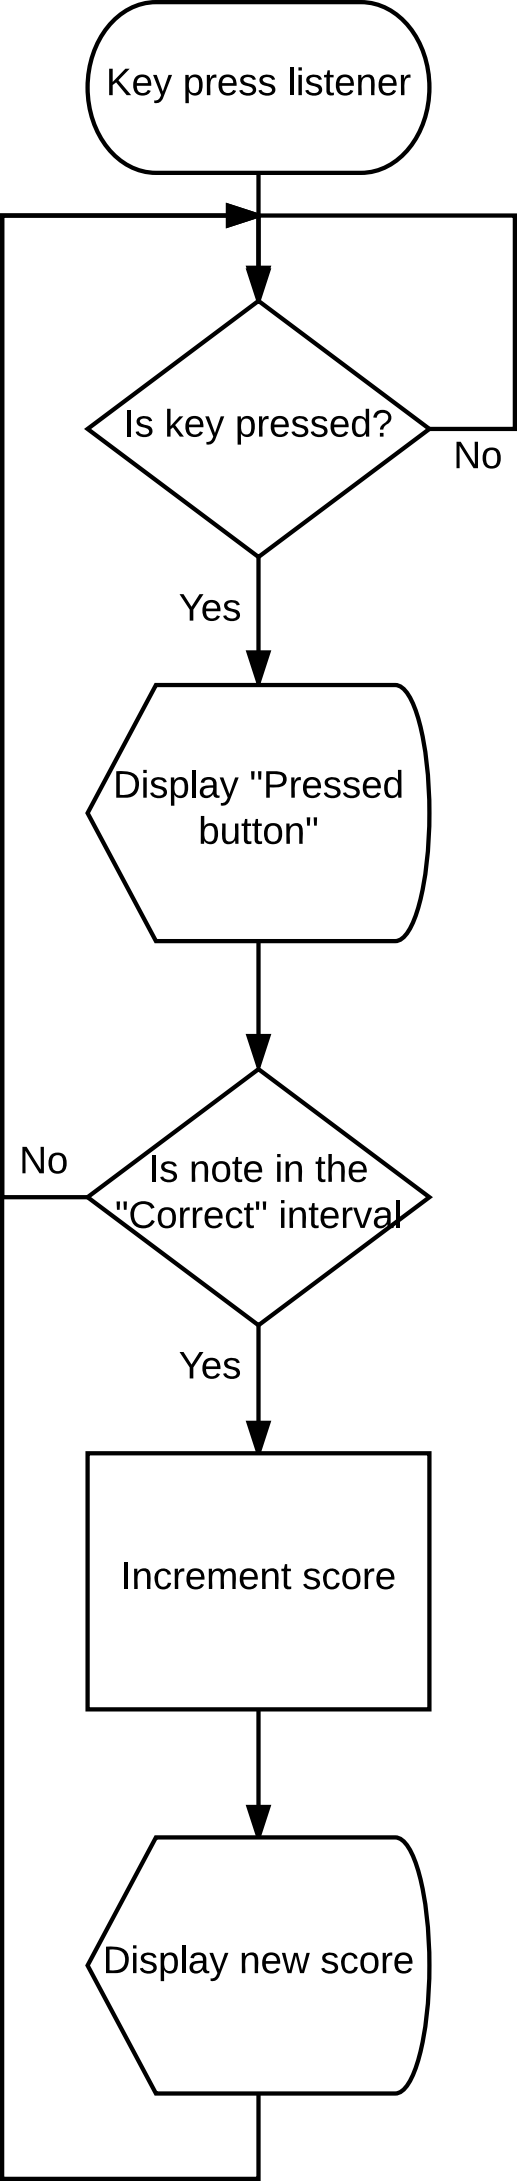 Key press listener
Is key pressed?
No
Yes
Display "Pressed
button"
No
Is note in the
"Correct" interval
Yes
Increment score
Display new score